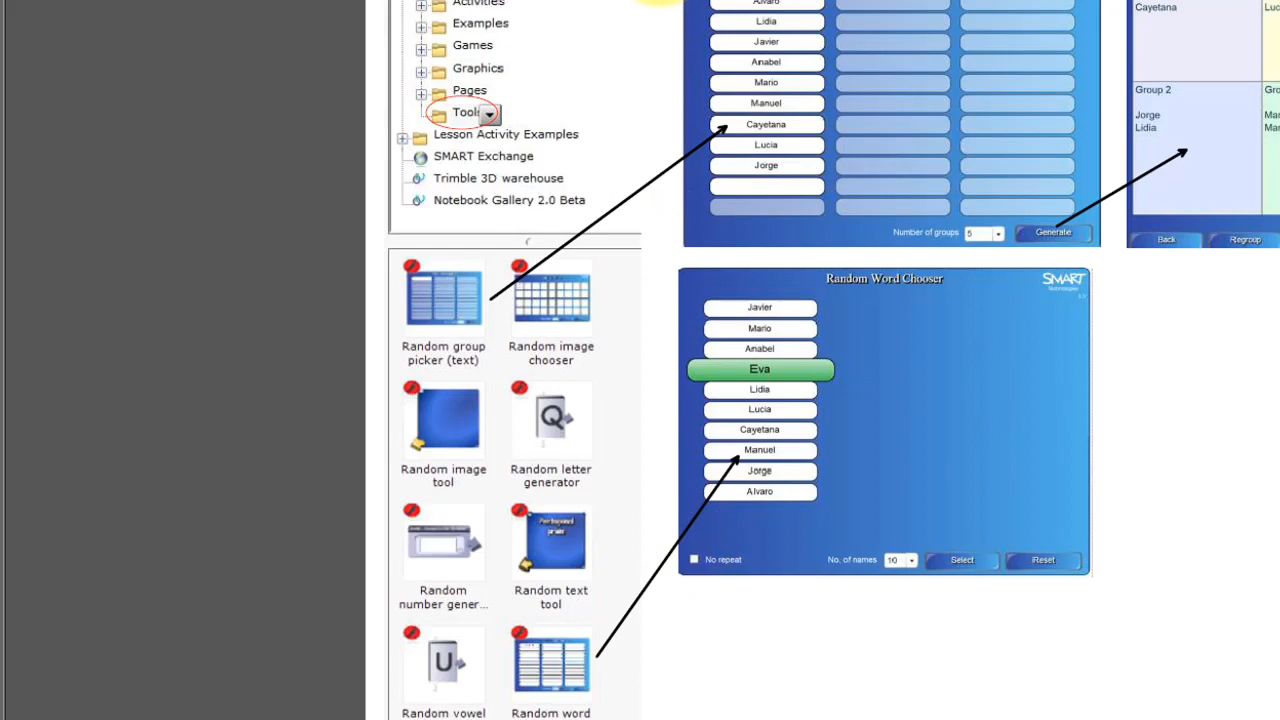 Activities
Examples
Games
Graphics
Pages
Tools
Lesson Activity Examples
SMART Exchange
Trimble 3D warehouse
Notebook Gallery 2.0 Beta
Random group
picker (text)
Random image
chooser
Random image
tool
Random letter
generator
Random
number gener...
Random text
tool
Random vowel
Random word
Q
U
Alvaro
Lidia
Javier
Anabel
Mario
Manuel
Cayetana
Lucia
Jorge
Number of groups 5 Generate
Cayetana
Group 2
Jorge
Lidia
Back Regroup
Random Word Chooser
SMART
Technologies
Javier
Mario
Anabel
Eva
Lidia
Lucia
Cayetana
Manuel
Jorge
Alvaro
No repeat No. of names 10 Select Reset